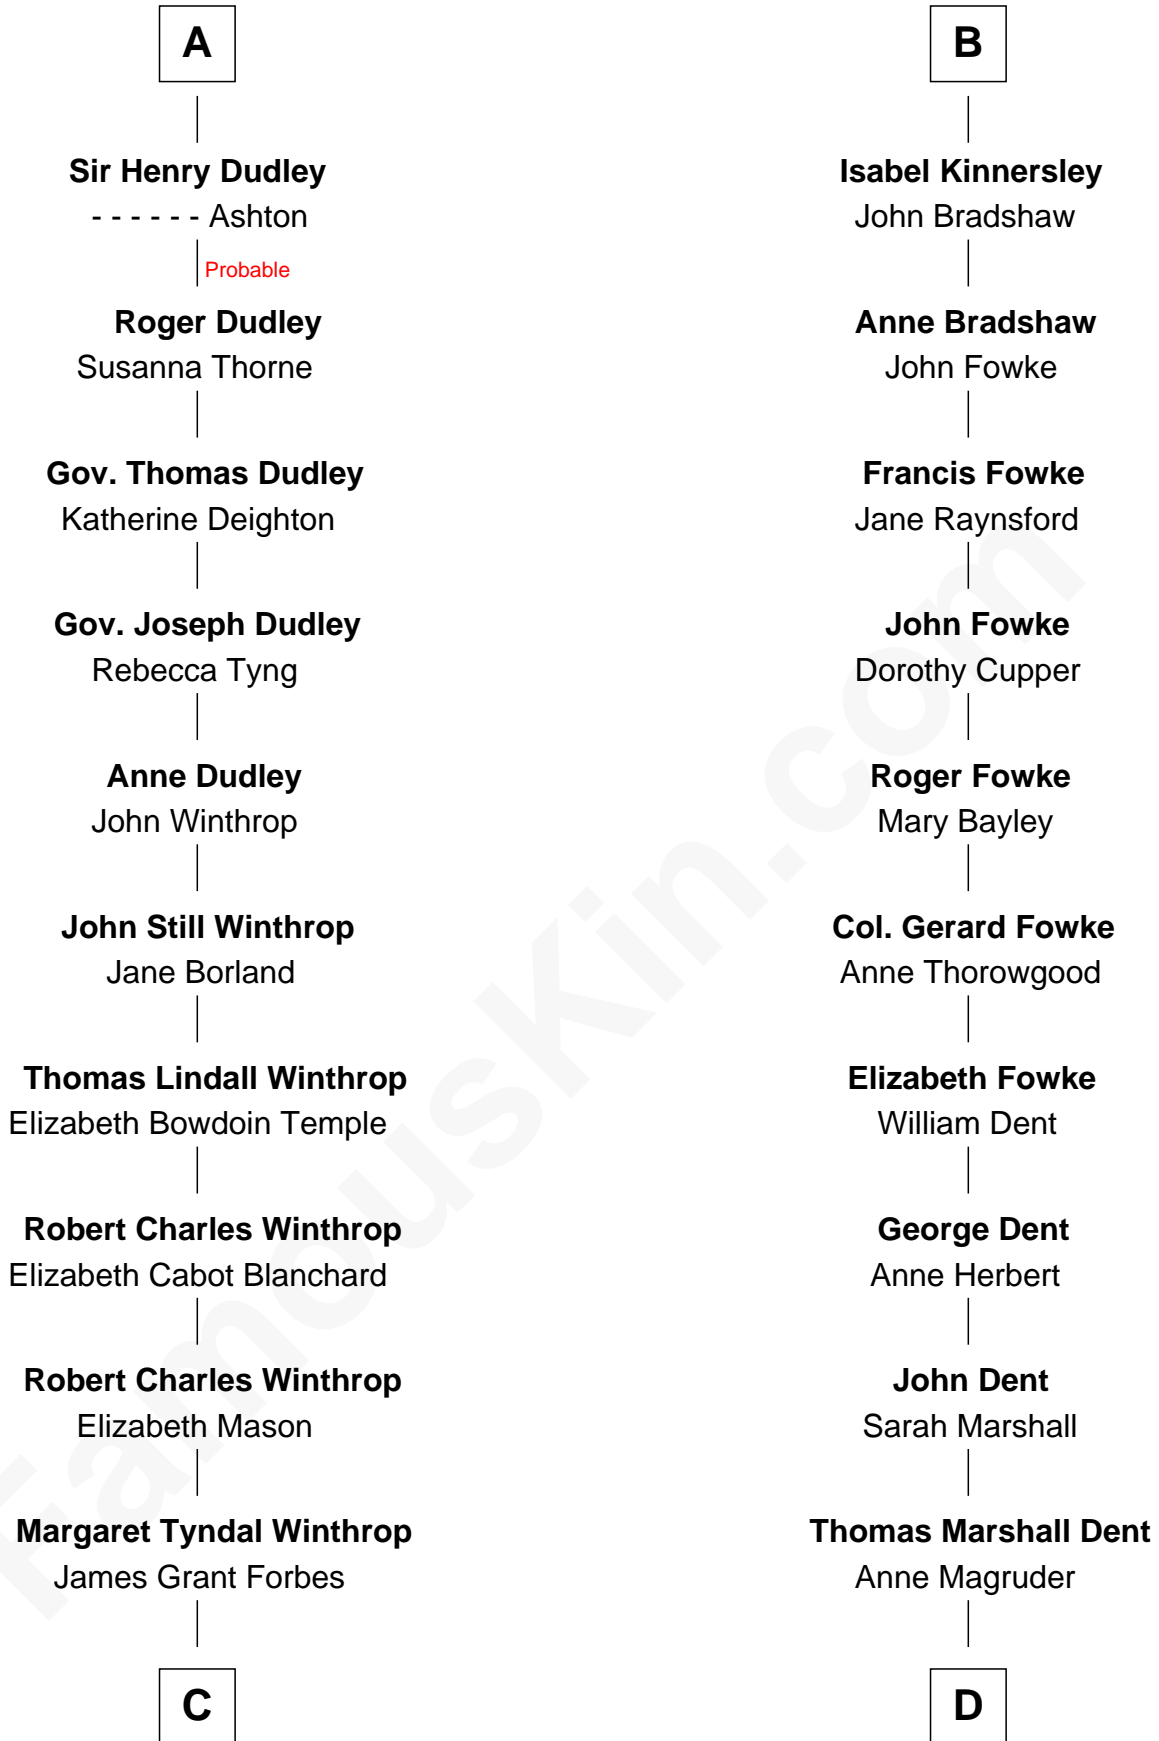 A
Sir Henry Dudley
- - - - - - Ashton
Probable
Roger Dudley
Susanna Thorne
Gov. Thomas Dudley
Katherine Deighton
Gov. Joseph Dudley
Rebecca Tyng
Anne Dudley
John Winthrop
John Still Winthrop
Jane Borland
Thomas Lindall Winthrop
Elizabeth Bowdoin Temple
Robert Charles Winthrop
Elizabeth Cabot Blanchard
Robert Charles Winthrop
Elizabeth Mason
Margaret Tyndal Winthrop
James Grant Forbes
C
B
Isabel Kinnersley
John Bradshaw
Anne Bradshaw
John Fowke
Francis Fowke
Jane Raynsford
John Fowke
Dorothy Cupper
Roger Fowke
Mary Bayley
Col. Gerard Fowke
Anne Thorowgood
Elizabeth Fowke
William Dent
George Dent
Anne Herbert
John Dent
Sarah Marshall
Thomas Marshall Dent
Anne Magruder
D
FamousKin.com